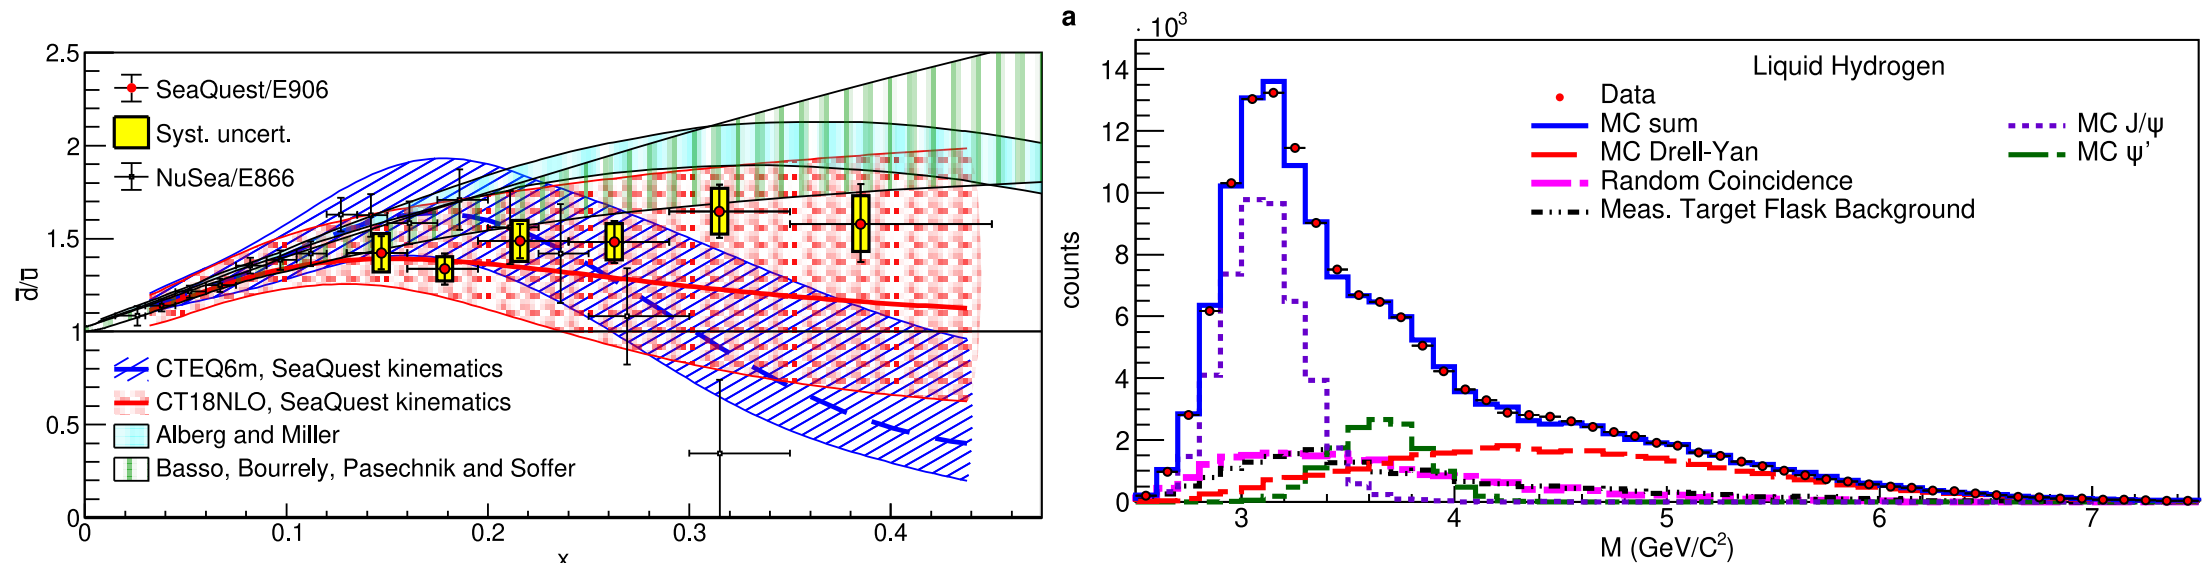 2.5
2
1.5
1
0.5
0
d̅/u̅
SeaQuest/E906
Syst. uncert.
NuSea/E866
CTEQ6m, SeaQuest kinematics
CT18NLO, SeaQuest kinematics
Alberg and Miller
Basso, Bourrely, Pasechnik and Soffer
0 0.1 0.2 0.3 0.4
x
a
· 10³
14
12
10
8
6
4
2
0
counts
Liquid Hydrogen
Data
MC sum
MC Drell-Yan
Random Coincidence
Meas. Target Flask Background
MC J/ψ
MC ψ'
3 4 5 6 7
M (GeV/C²)